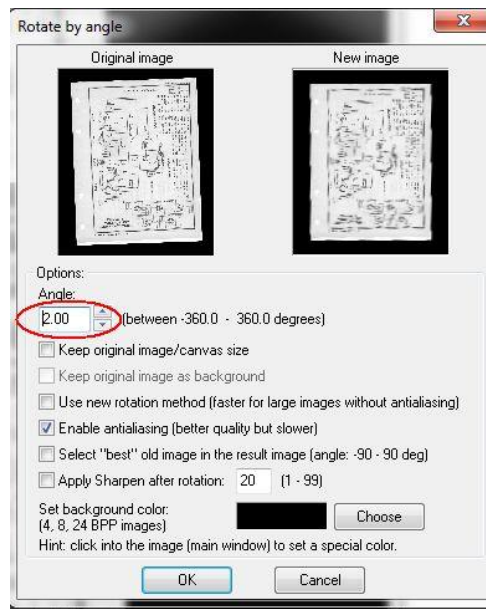 Rotate by angle
Original image
New image
Options:
Angle:
2.00 (between -360.0 - 360.0 degrees)
Keep original image/canvas size
Keep original image as background
Use new rotation method (faster for large images without antialiasing)
Enable antialiasing (better quality but slower)
Select "best" old image in the result image (angle: -90 - 90 deg)
Apply Sharpen after rotation: 20 (1 - 99)
Set background color:
(4, 8, 24 BPP images)
Choose
Hint: click into the image (main window) to set a special color.
OK Cancel